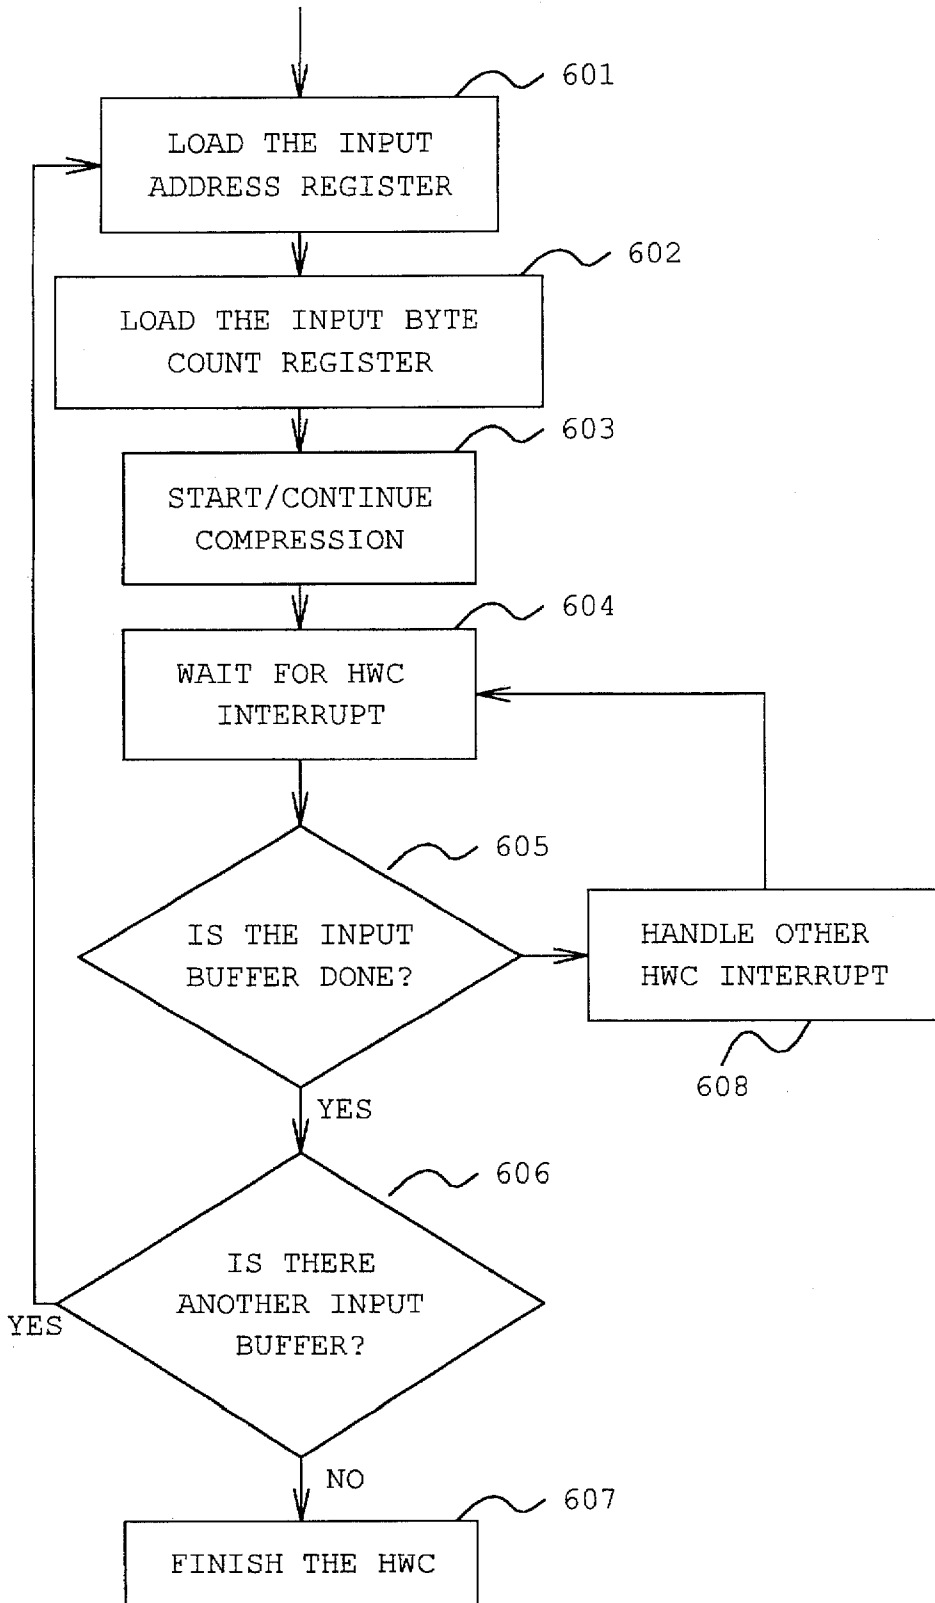 601
LOAD THE INPUT
ADDRESS REGISTER
602
LOAD THE INPUT BYTE
COUNT REGISTER
603
START/CONTINUE
COMPRESSION
604
WAIT FOR HWC
INTERRUPT
605
IS THE INPUT
BUFFER DONE?
HANDLE OTHER
HWC INTERRUPT
608
YES
606
IS THERE
ANOTHER INPUT
BUFFER?
YES
NO
607
FINISH THE HWC